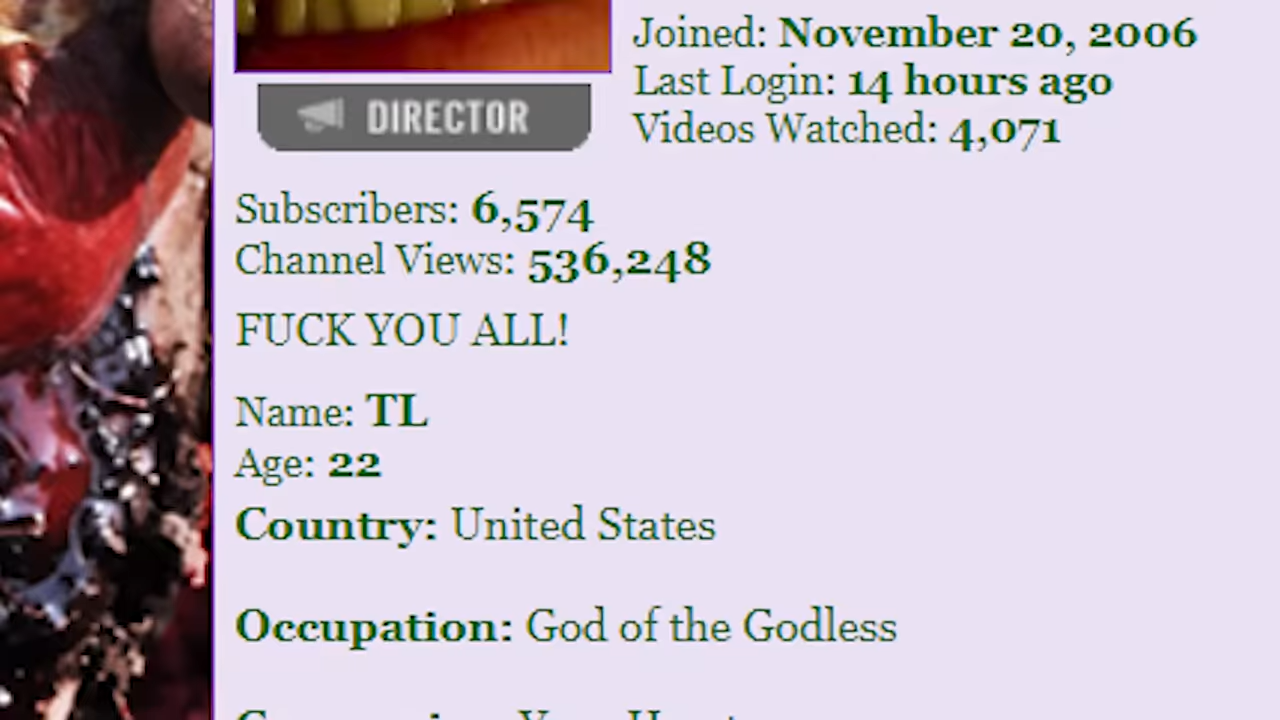 Joined: November 20, 2006
Last Login: 14 hours ago
Videos Watched: 4,071
DIRECTOR
Subscribers: 6,574
Channel Views: 536,248
FUCK YOU ALL!
Name: TL
Age: 22
Country: United States
Occupation: God of the Godless